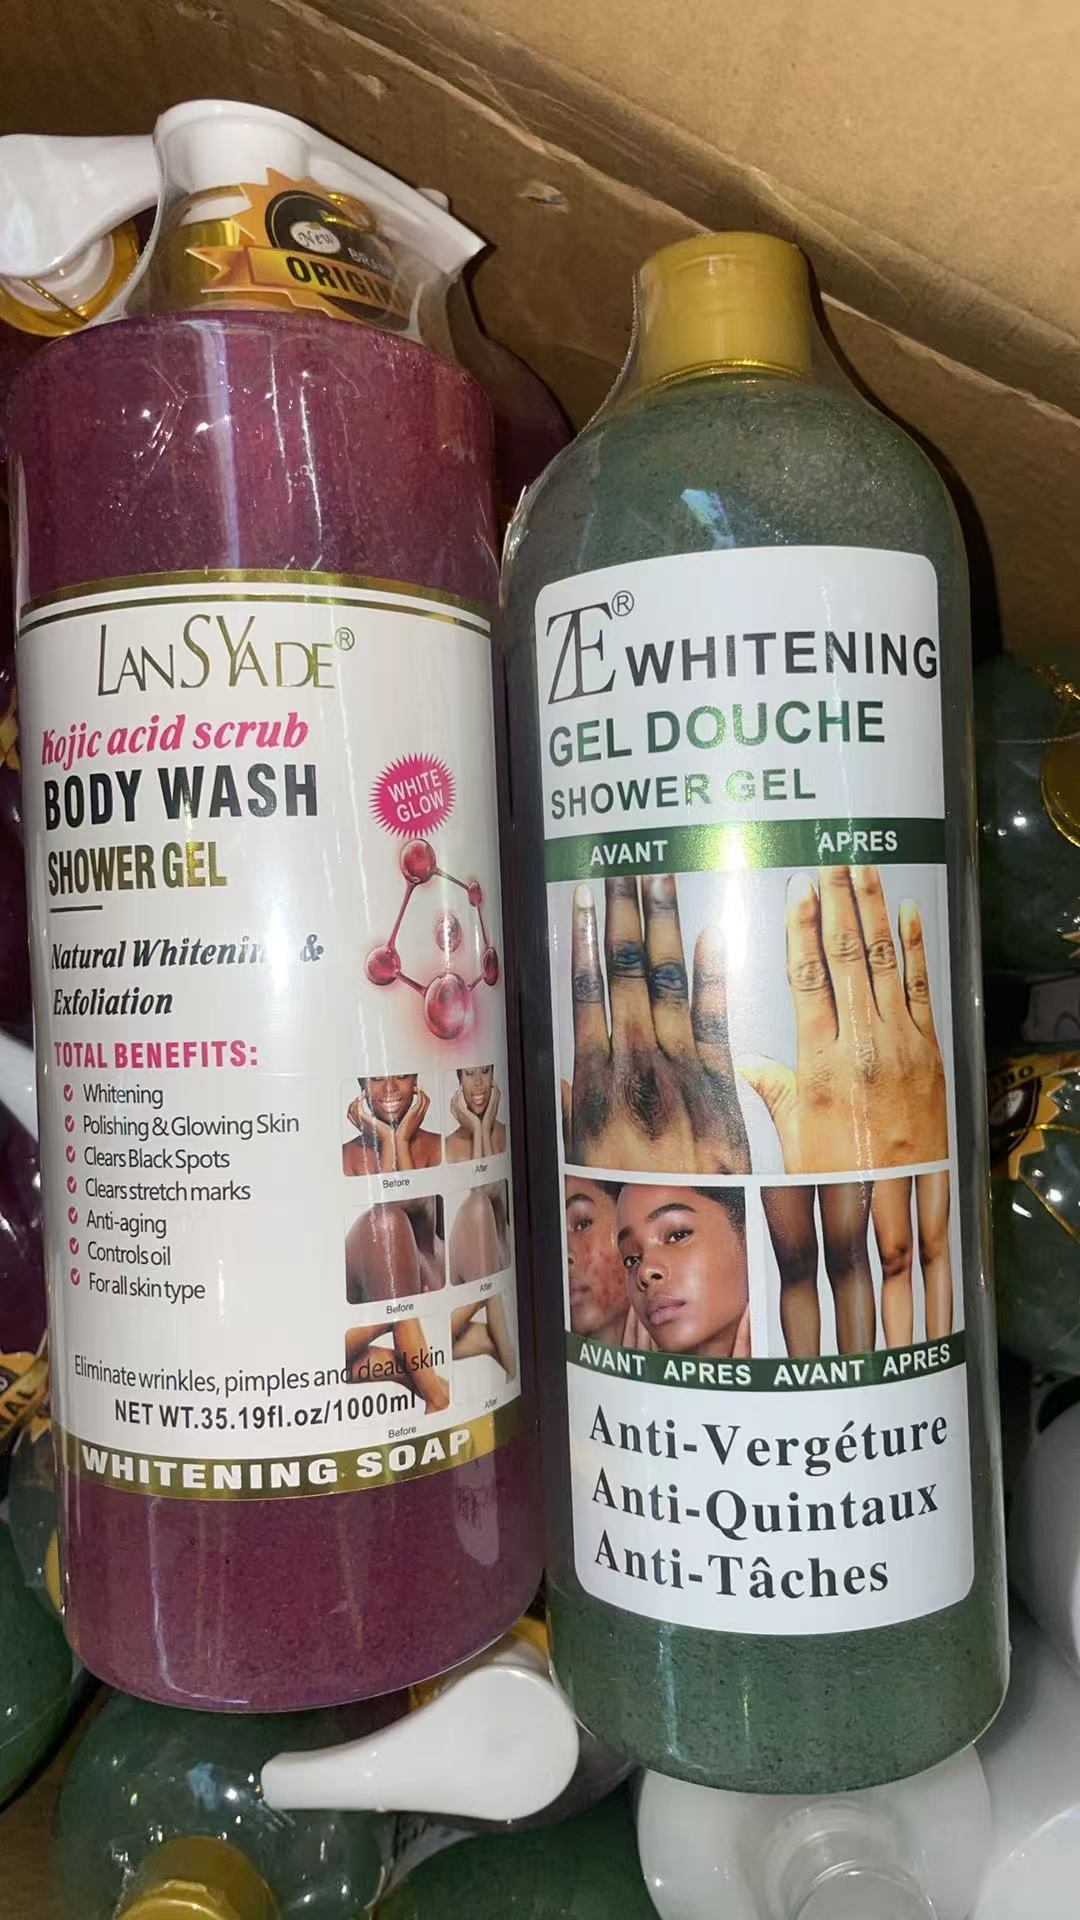 New
ORIGIN
LANSYADE®
Kojic acid scrub
BODY WASH
SHOWER GEL
WHITE
GLOW
Natural Whitenin &
Exfoliation
TOTAL BENEFITS:
Whitening
Polishing & Glowing Skin
Clears Black Spots
Clears stretch marks
Anti-aging
Controls oil
For all skin type
Before
After
Before
After
Before
After
Eliminate wrinkles, pimples and dead skin
NET WT.35.19fl.oz/1000ml
WHITENING SOAP
ZE® WHITENING
GEL DOUCHE
SHOWER GEL
AVANT APRES
AVANT APRES AVANT APRES
Anti-Vergéture
Anti-Quintaux
Anti-Tâches